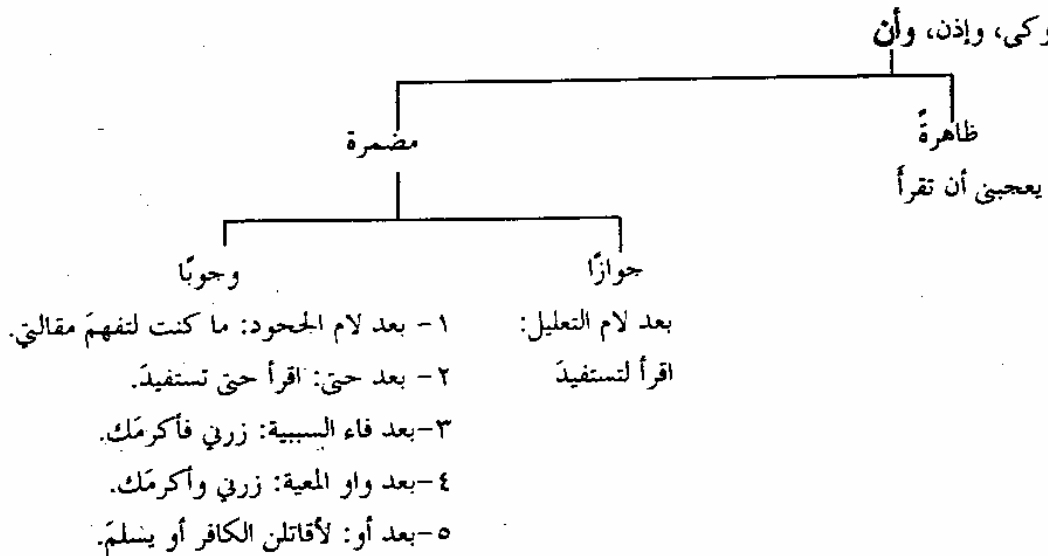 وكى، وإذن، وأن
ظاهرةً
مضمرة
يعجبنى أن تقرأَ
جوازًا
وجوبًا
بعد لام التعليل:
اقرأ لتستفيدَ
١- بعد لام الجحود: ما كنت لتفهمَ مقالتي.
٢- بعد حتى: اقرأ حتى تستفيدَ.
٣-بعد فاء السببية: زرني فأكرمَك.
٤-بعد واو المعية: زرني وأكرمَك.
٥-بعد أو: لأقاتلن الكافر أو يسلمَ.